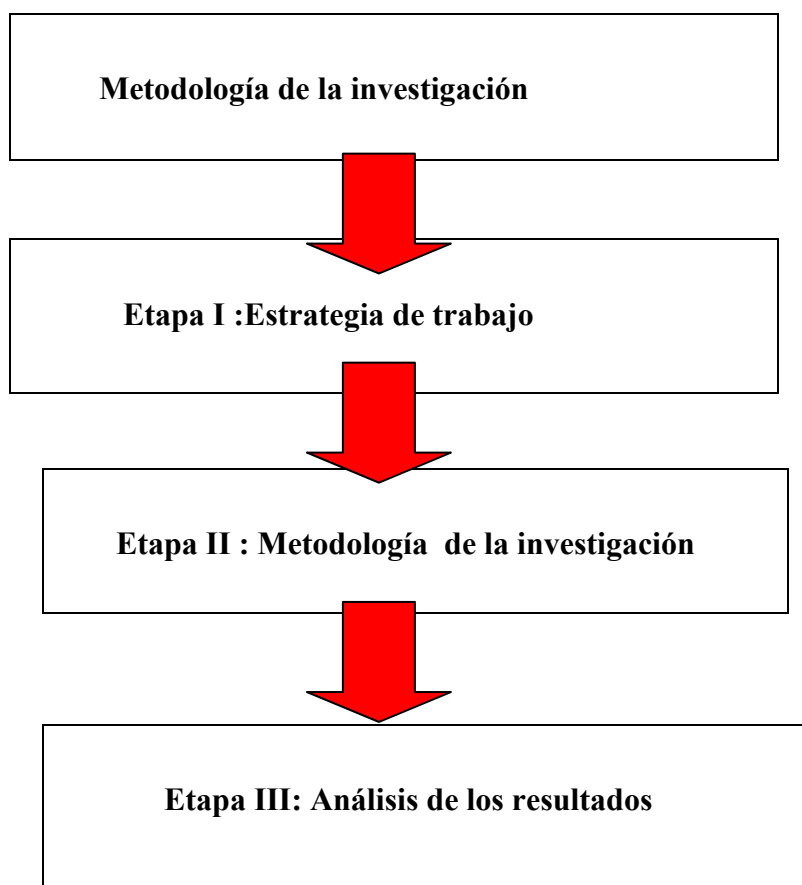 Metodología de la investigación
Etapa I :Estrategia de trabajo
Etapa II : Metodología  de la investigación
Etapa III: Análisis de los resultados